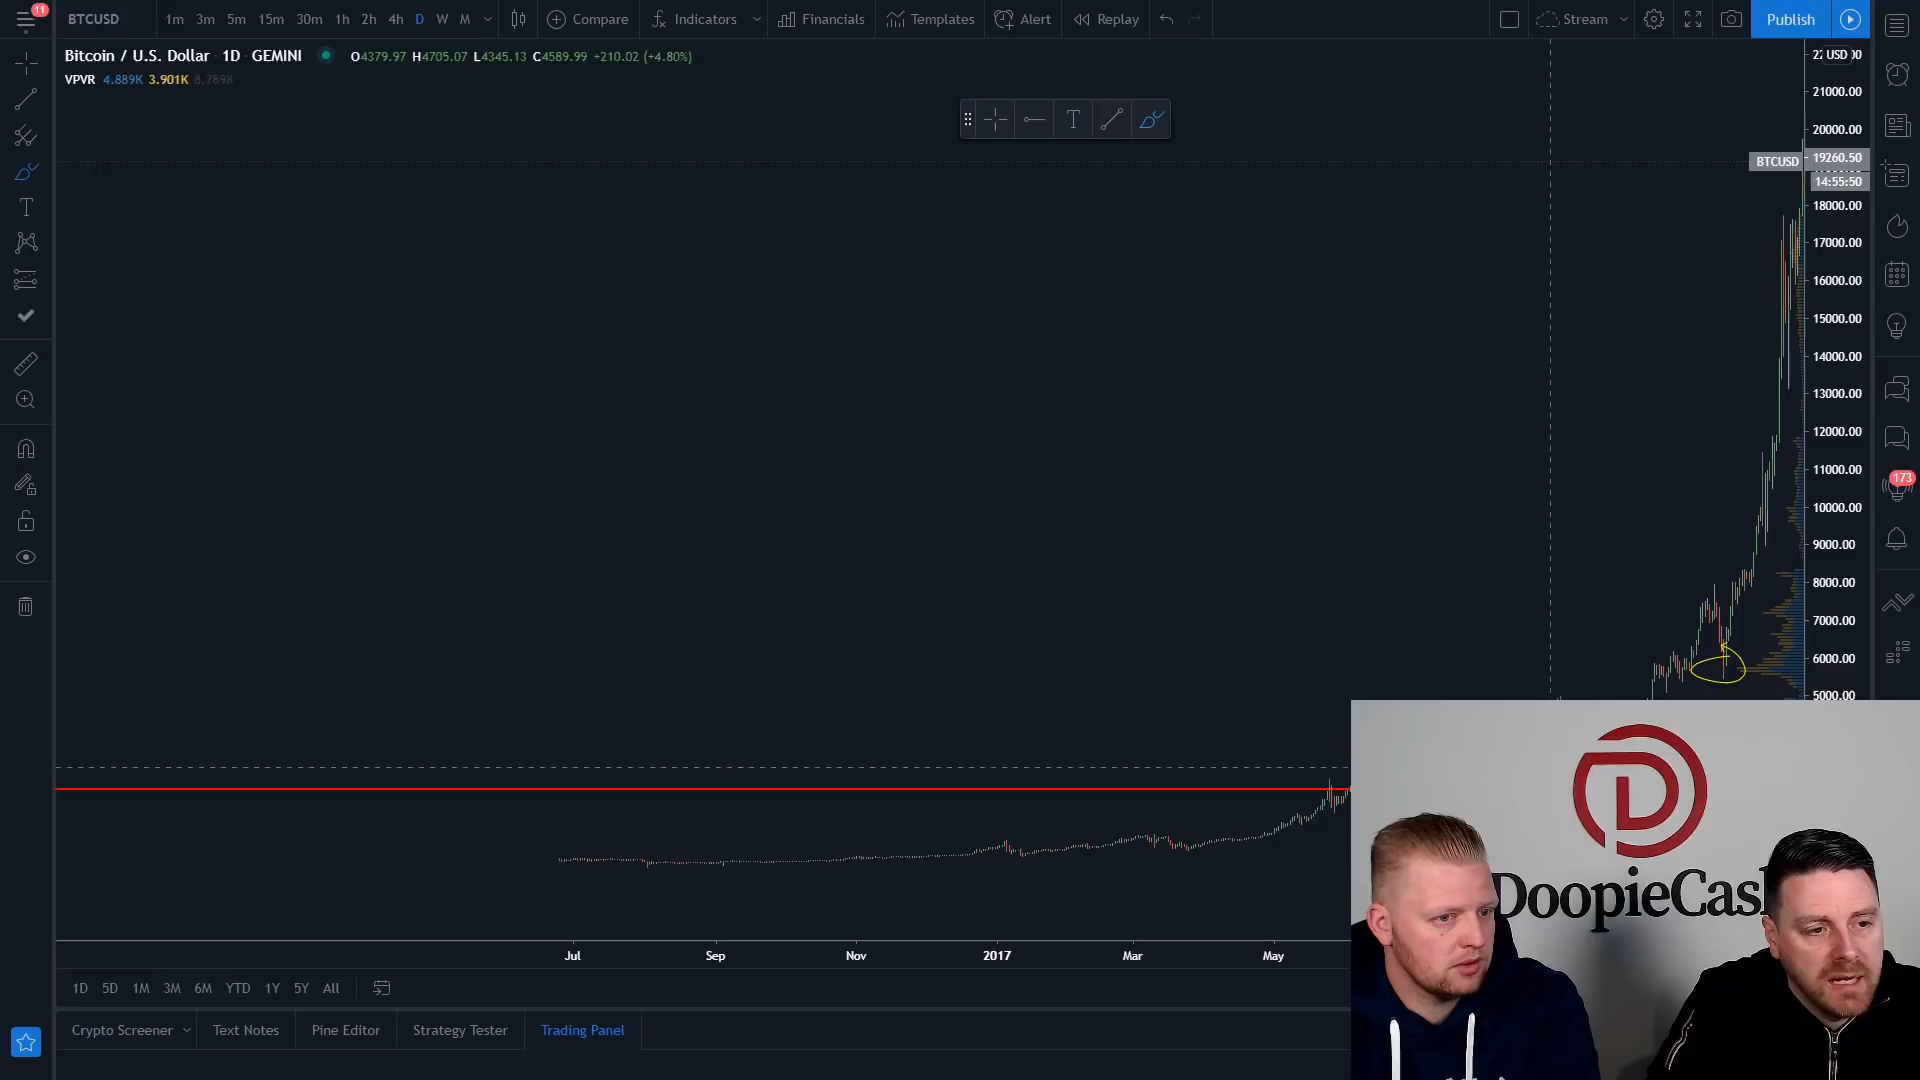 11
BTCUSD 1m 3m 5m 15m 30m 1h 2h 4h D W M Compare Indicators Financials Templates Alert Replay Stream Publish
Bitcoin / U.S. Dollar · 1D · GEMINI O4379.97 H4705.07 L4345.13 C4589.99 +210.02 (+4.80%)
VPVR 4.889K 3.901K 8.789K
USD
21000.00
20000.00
BTCUSD 19260.50
14:55:50
18000.00
17000.00
16000.00
15000.00
14000.00
13000.00
12000.00
11000.00
10000.00
9000.00
8000.00
7000.00
6000.00
5000.00
173
DoopieCas
Jul Sep Nov 2017 Mar May
1D 5D 1M 3M 6M YTD 1Y 5Y All
Crypto Screener Text Notes Pine Editor Strategy Tester Trading Panel